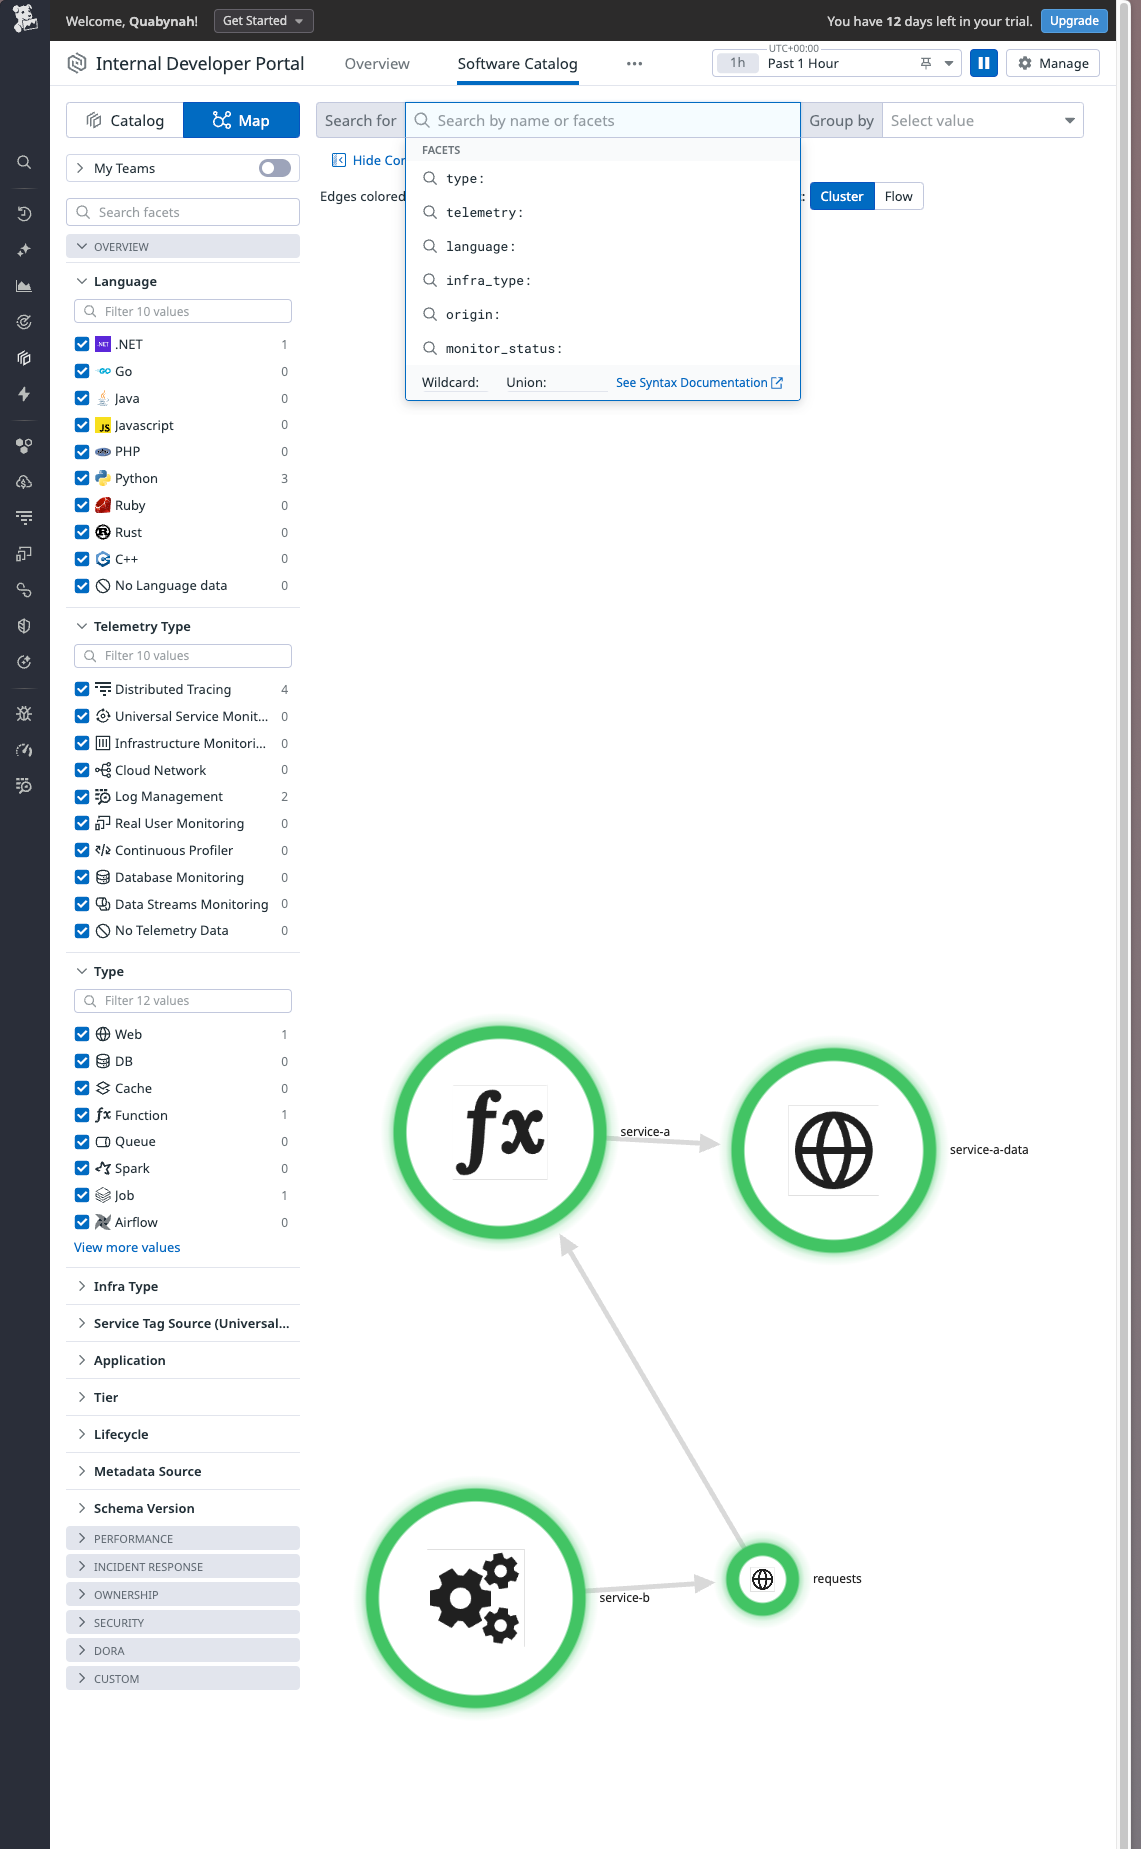 Welcome, Quabynah!
Get Started
You have 12 days left in your trial.
Upgrade
Internal Developer Portal
Overview
Software Catalog
UTC+00:00
1h
Past 1 Hour
Manage
Catalog
Map
Search for
Search by name or facets
Group by
Select value
My Teams
Hide Cor
Edges colored
:
Cluster
Flow
FACETS
type:
telemetry:
language:
infra_type:
origin:
monitor_status:
Wildcard:
Union:
See Syntax Documentation
Search facets
OVERVIEW
Language
Filter 10 values
NET
.NET 1
GO
Go 0
Java 0
JS
Javascript 0
PHP 0
Python 3
Ruby 0
Rust 0
C++ 0
No Language data 0
Telemetry Type
Filter 10 values
Distributed Tracing 4
Universal Service Monit... 0
Infrastructure Monitori... 0
Cloud Network 0
Log Management 2
Real User Monitoring 0
Continuous Profiler 0
Database Monitoring 0
Data Streams Monitoring 0
No Telemetry Data 0
Type
Filter 12 values
Web 1
DB 0
Cache 0
fx Function 1
Queue 0
Spark 0
Job 1
Airflow 0
View more values
Infra Type
Service Tag Source (Universal...
Application
Tier
Lifecycle
Metadata Source
Schema Version
PERFORMANCE
INCIDENT RESPONSE
OWNERSHIP
SECURITY
DORA
CUSTOM
fx
service-a
service-a-data
service-b
requests